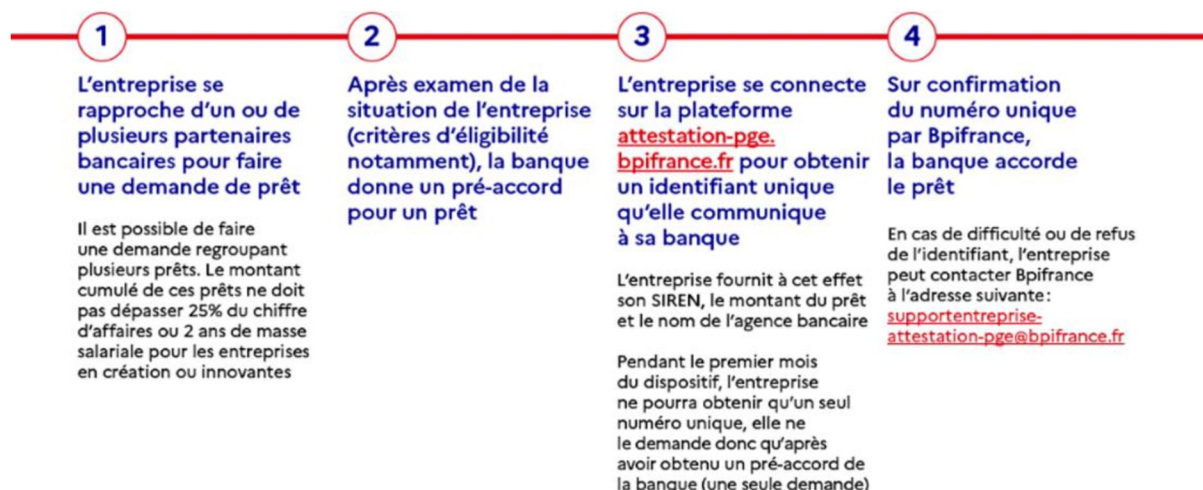 1
L'entreprise se
rapproche d'un ou de
plusieurs partenaires
bancaires pour faire
une demande de prêt
Il est possible de faire
une demande regroupant
plusieurs prêts. Le montant
cumulé de ces prêts ne doit
pas dépasser 25% du chiffre
d'affaires ou 2 ans de masse
salariale pour les entreprises
en création ou innovantes
2
Après examen de la
situation de l'entreprise
(critères d'éligibilité
notamment), la banque
donne un pré-accord
pour un prêt
3
L'entreprise se connecte
sur la plateforme
attestation-pge.
bpifrance.fr pour obtenir
un identifiant unique
qu'elle communique
à sa banque
L'entreprise fournit à cet effet
son SIREN, le montant du prêt
et le nom de l'agence bancaire
Pendant le premier mois
du dispositif, l'entreprise
ne pourra obtenir qu'un seul
numéro unique, elle ne
le demande donc qu'après
avoir obtenu un pré-accord de
la banque (une seule demande)
4
Sur confirmation
du numéro unique
par Bpifrance,
la banque accorde
le prêt
En cas de difficulté ou de refus
de l'identifiant, l'entreprise
peut contacter Bpifrance
à l'adresse suivante :
supportentreprise-
attestation-pge@bpifrance.fr